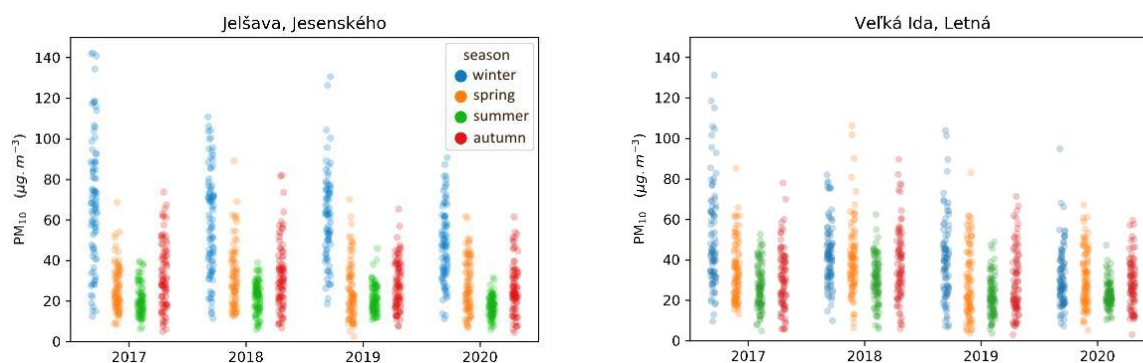 Jelšava, Jesenského
140
120
100
80
60
40
20
0
PM₁₀ (μg.m⁻³)
season
winter
spring
summer
autumn
2017
2018
2019
2020
Veľká Ida, Letná
140
120
100
80
60
40
20
0
PM₁₀ (μg.m⁻³)
2017
2018
2019
2020